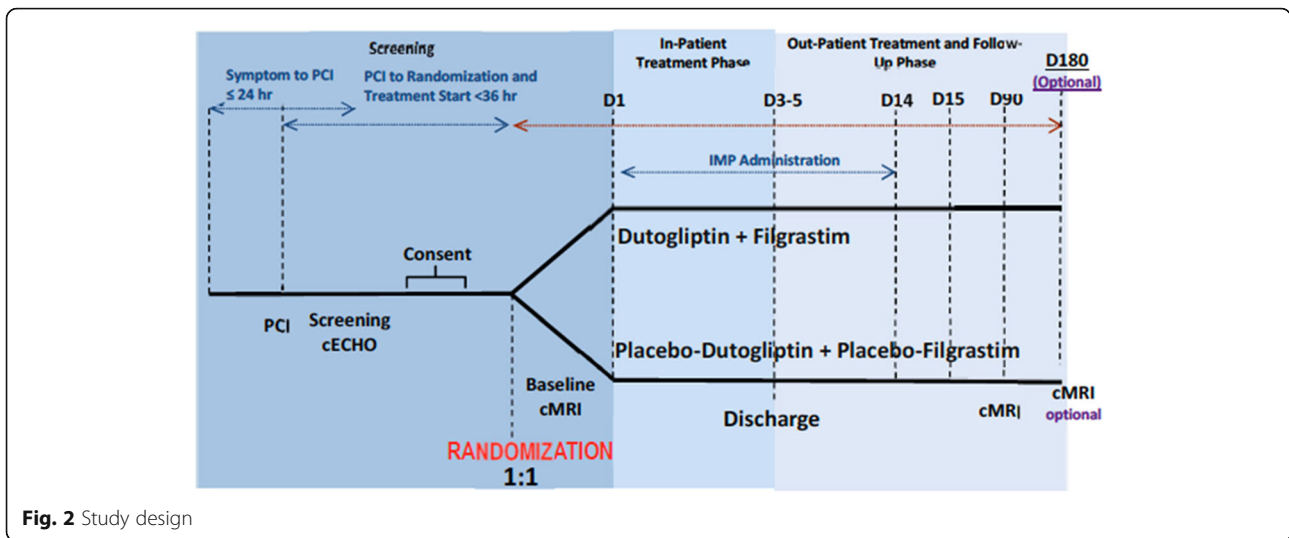 Screening
In-Patient
Treatment Phase
Out-Patient Treatment and Follow-
Up Phase
D180
(Optional)
Symptom to PCI
≤ 24 hr
PCI to Randomization and
Treatment Start <36 hr
D1
D3-5
D14
D15
D90
IMP Administration
Dutogliptin + Filgrastim
Consent
PCI
Screening
cECHO
Placebo-Dutogliptin + Placebo-Filgrastim
Baseline
cMRI
Discharge
cMRI
cMRI
optional
RANDOMIZATION
1:1
Fig. 2 Study design